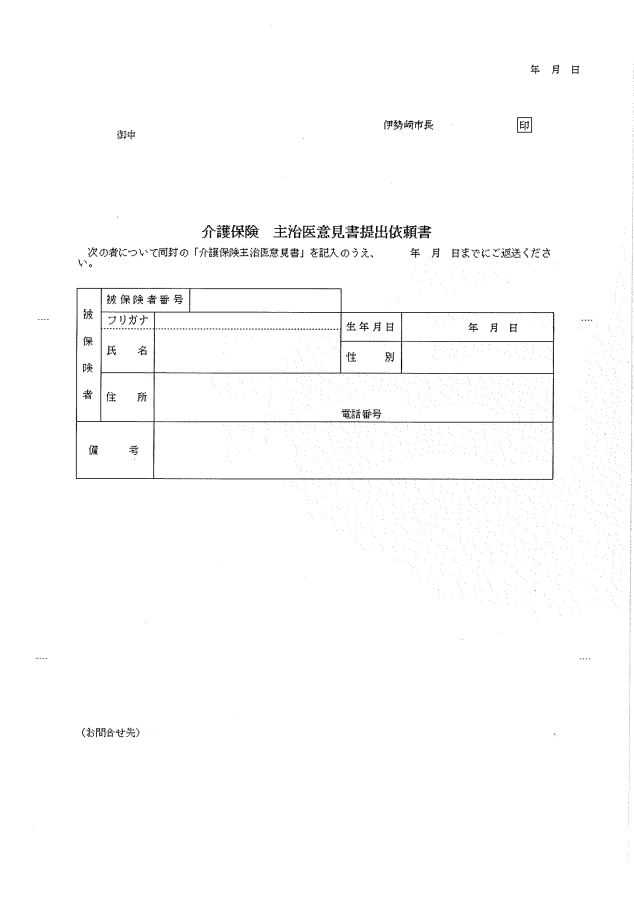 年　月　日
伊勢崎市長　印
御中
介護保険　主治医意見書提出依頼書
次の者について同封の「介護保険主治医意見書」を記入のうえ、　　年　月　日までにご返送くださ
い。
被保険者
被保険者番号
フリガナ
氏　名
生年月日　年　月　日
性　別
住　所
電話番号
備　考
（お問合せ先）